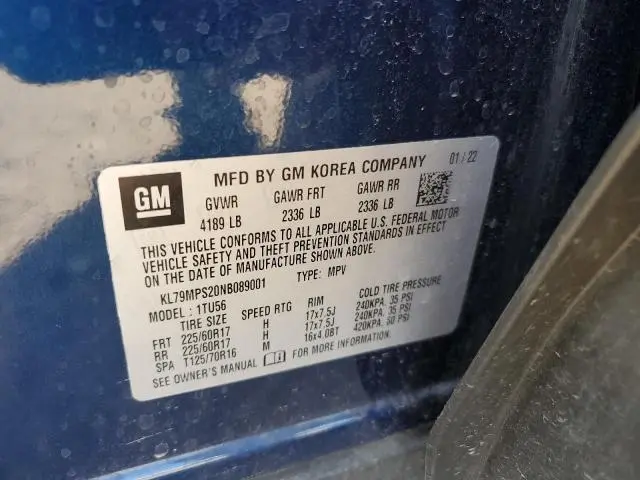 GM
MFD BY GM KOREA COMPANY 01 / 22
GVWR GAWR FRT GAWR RR
4189 LB 2336 LB 2336 LB
THIS VEHICLE CONFORMS TO ALL APPLICABLE U.S. FEDERAL MOTOR
VEHICLE SAFETY AND THEFT PREVENTION STANDARDS IN EFFECT
ON THE DATE OF MANUFACTURE SHOWN ABOVE.
KL79MPS20NB089001 TYPE: MPV
MODEL : 1TU56
TIRE SIZE SPEED RTG RIM COLD TIRE PRESSURE
FRT 225/60R17 H 17x7.5J 240KPA, 35 PSI
RR 225/60R17 H 17x7.5J 240KPA, 35 PSI
SPA T125/70R16 M 16x4.0BT 420KPA, 60 PSI
SEE OWNER'S MANUAL FOR MORE INFORMATION.